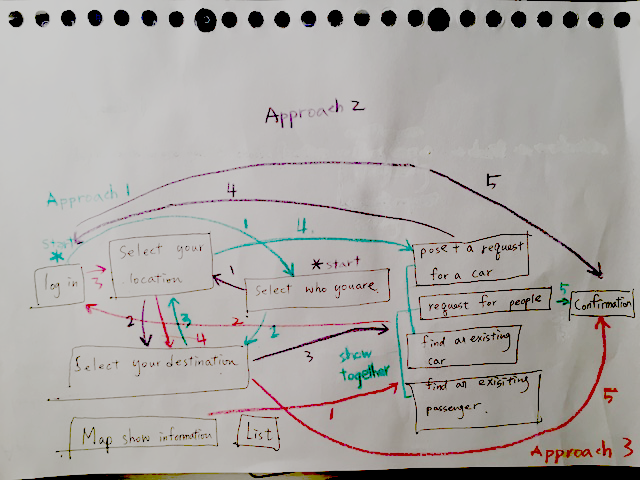 Approach 2
Approach 1
start
*
log in
3
Select your
location
1
4
4.
5
*start
1
Select who you are.
2
3
4
2
2
Select your destination
3
show
together
post a request
for a car
request for people
5
Confirmation
find an existing
car
find an exisiting
passenger.
Map show information
List
1
5
Approach 3